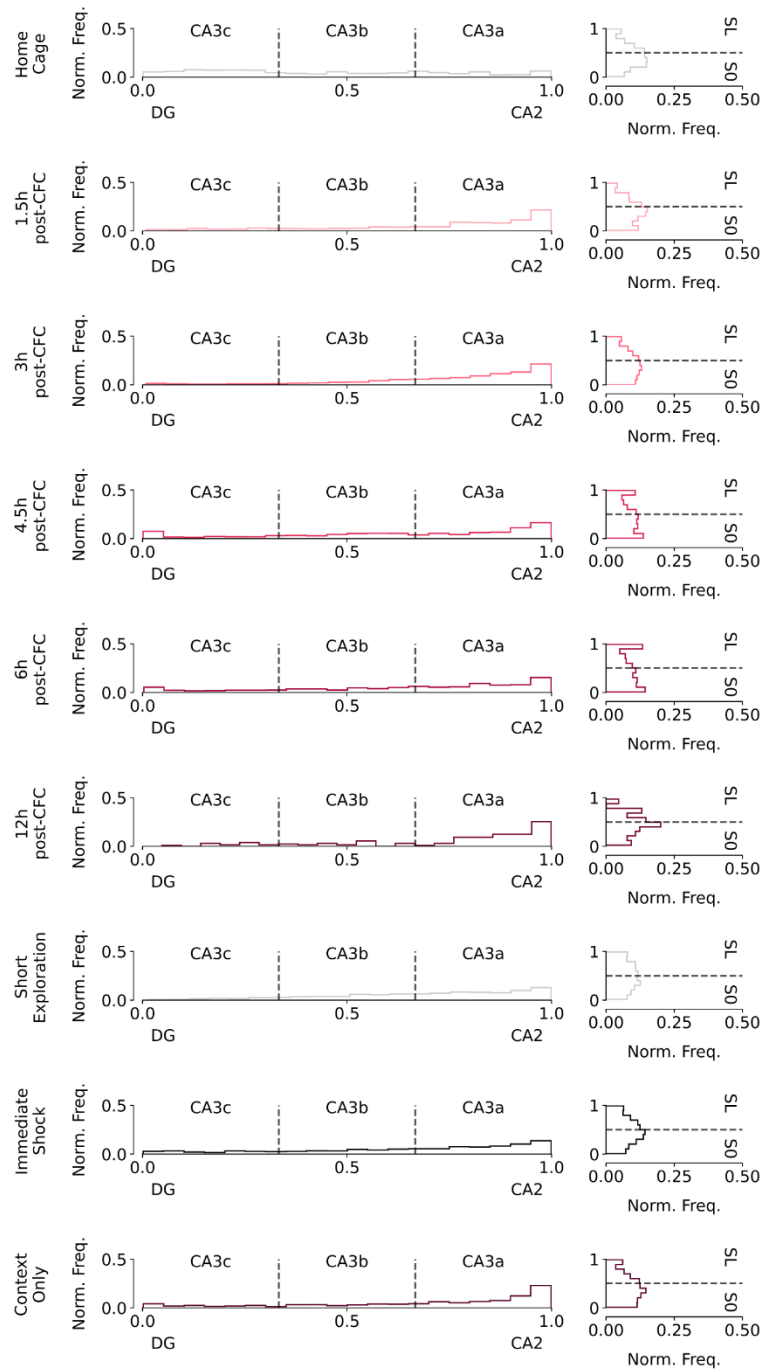 Home
Cage
Norm. Freq.
0.5
0.0
CA3c
CA3b
CA3a
0.0
0.5
1.0
DG
CA2
1
0
SL
SO
0.00
0.25
0.50
Norm. Freq.
1.5h
post-CFC
Norm. Freq.
0.5
0.0
CA3c
CA3b
CA3a
0.0
0.5
1.0
DG
CA2
1
0
SL
SO
0.00
0.25
0.50
Norm. Freq.
3h
post-CFC
Norm. Freq.
0.5
0.0
CA3c
CA3b
CA3a
0.0
0.5
1.0
DG
CA2
1
0
SL
SO
0.00
0.25
0.50
Norm. Freq.
4.5h
post-CFC
Norm. Freq.
0.5
0.0
CA3c
CA3b
CA3a
0.0
0.5
1.0
DG
CA2
1
0
SL
SO
0.00
0.25
0.50
Norm. Freq.
6h
post-CFC
Norm. Freq.
0.5
0.0
CA3c
CA3b
CA3a
0.0
0.5
1.0
DG
CA2
1
0
SL
SO
0.00
0.25
0.50
Norm. Freq.
12h
post-CFC
Norm. Freq.
0.5
0.0
CA3c
CA3b
CA3a
0.0
0.5
1.0
DG
CA2
1
0
SL
SO
0.00
0.25
0.50
Norm. Freq.
Short
Exploration
Norm. Freq.
0.5
0.0
CA3c
CA3b
CA3a
0.0
0.5
1.0
DG
CA2
1
0
SL
SO
0.00
0.25
0.50
Norm. Freq.
Immediate
Shock
Norm. Freq.
0.5
0.0
CA3c
CA3b
CA3a
0.0
0.5
1.0
DG
CA2
1
0
SL
SO
0.00
0.25
0.50
Norm. Freq.
Context
Only
Norm. Freq.
0.5
0.0
CA3c
CA3b
CA3a
0.0
0.5
1.0
DG
CA2
1
0
SL
SO
0.00
0.25
0.50
Norm. Freq.